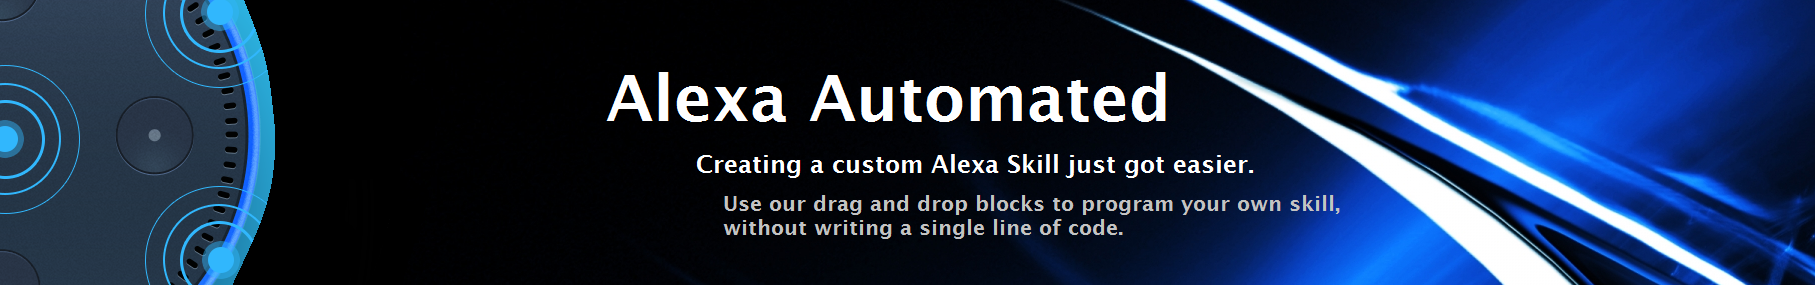 Alexa Automated
Creating a custom Alexa Skill just got easier.
Use our drag and drop blocks to program your own skill,
without writing a single line of code.